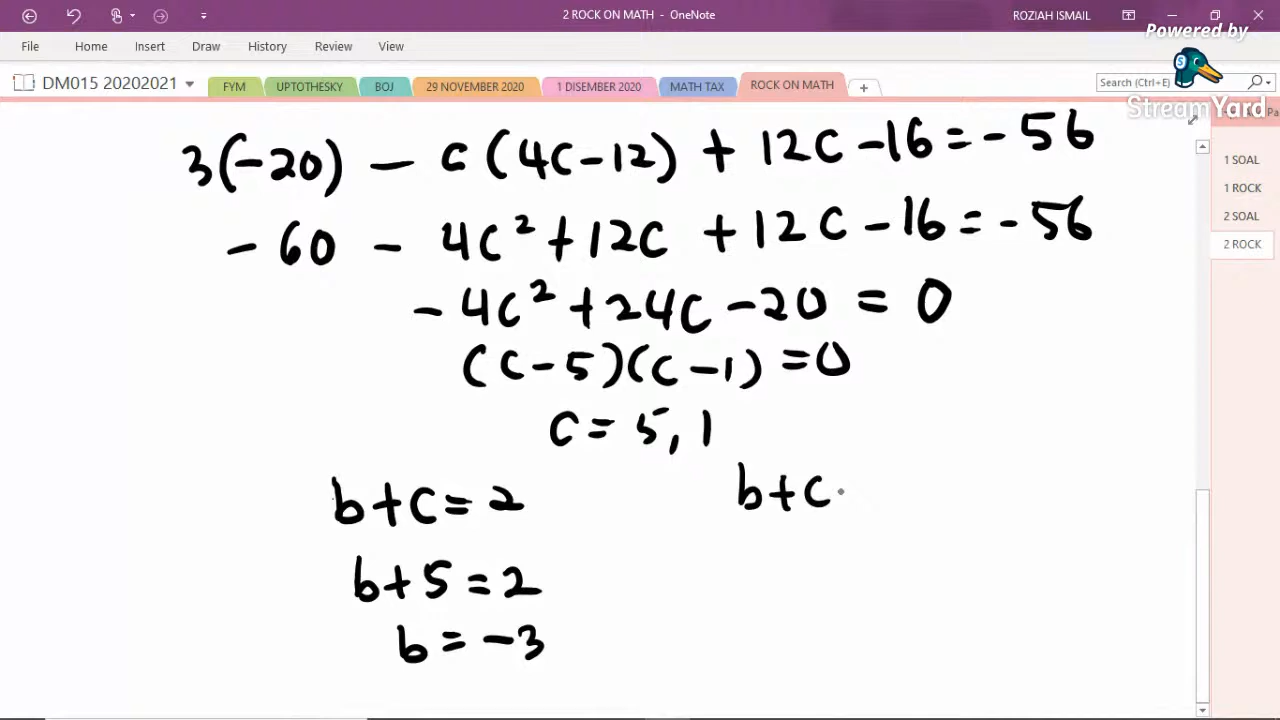 2 ROCK ON MATH - OneNote
ROZIAH ISMAIL
Powered by
StreamYard
File Home Insert Draw History Review View
DM015 20202021
FYM UPTOTHESKY BOJ 29 NOVEMBER 2020 1 DISEMBER 2020 MATH TAX ROCK ON MATH +
Search (Ctrl+E)
1 SOAL
1 ROCK
2 SOAL
2 ROCK
3(-20) - c(4c-12) + 12c-16=-56
-60 - 4c²+12c + 12c-16=-56
-4c²+24c-20 = 0
(c-5)(c-1)=0
c=5,1
b+c=2
b+5=2
b=-3
b+c